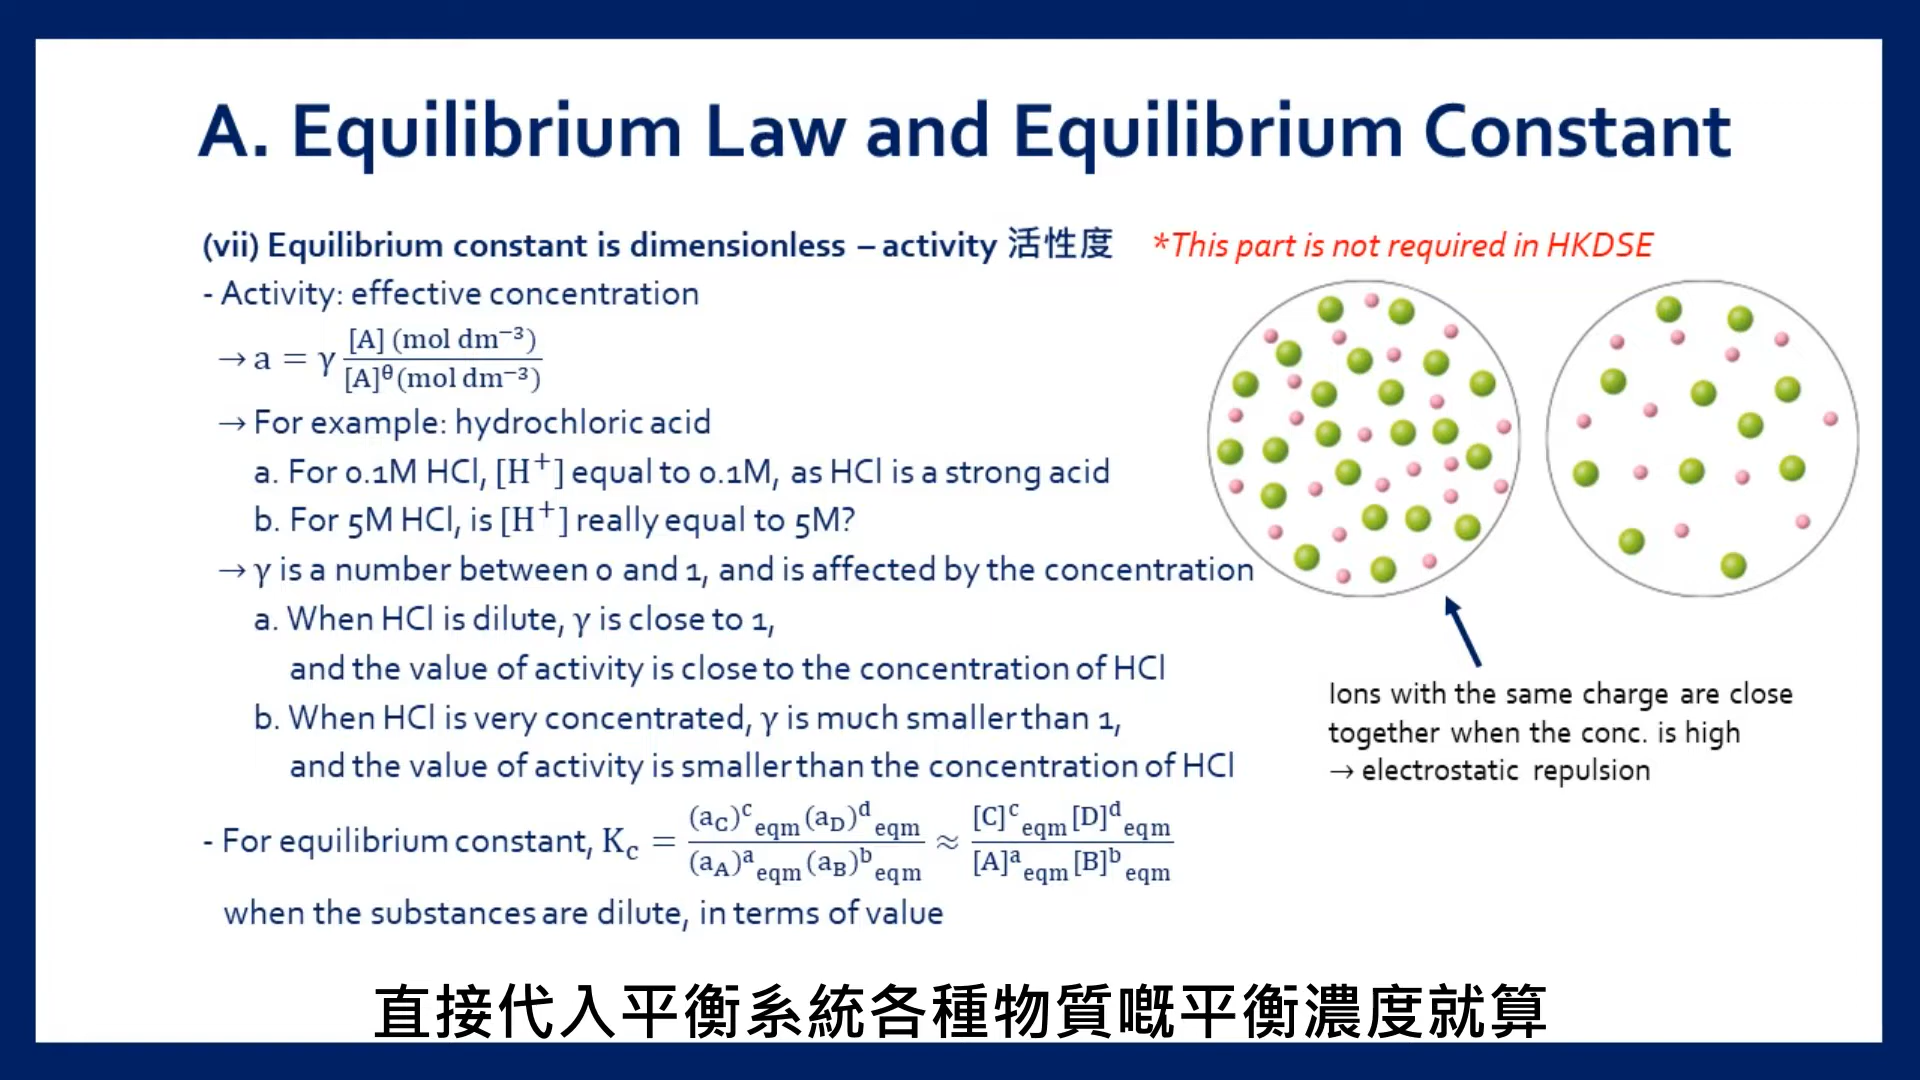 A. Equilibrium Law and Equilibrium Constant
(vii) Equilibrium constant is dimensionless – activity 活性度 *This part is not required in HKDSE
- Activity: effective concentration
→ a = γ [A] (mol dm⁻³) / [A]ᶿ (mol dm⁻³)
→ For example: hydrochloric acid
a. For 0.1M HCl, [H⁺] equal to 0.1M, as HCl is a strong acid
b. For 5M HCl, is [H⁺] really equal to 5M?
→ γ is a number between 0 and 1, and is affected by the concentration
a. When HCl is dilute, γ is close to 1,
and the value of activity is close to the concentration of HCl
b. When HCl is very concentrated, γ is much smaller than 1,
and the value of activity is smaller than the concentration of HCl
- For equilibrium constant, K_c = (a_C)^c_eqm (a_D)^d_eqm / (a_A)^a_eqm (a_B)^b_eqm ≈ [C]^c_eqm [D]^d_eqm / [A]^a_eqm [B]^b_eqm
when the substances are dilute, in terms of value
Ions with the same charge are close
together when the conc. is high
→ electrostatic repulsion
直接代入平衡系統各種物質嘅平衡濃度就算